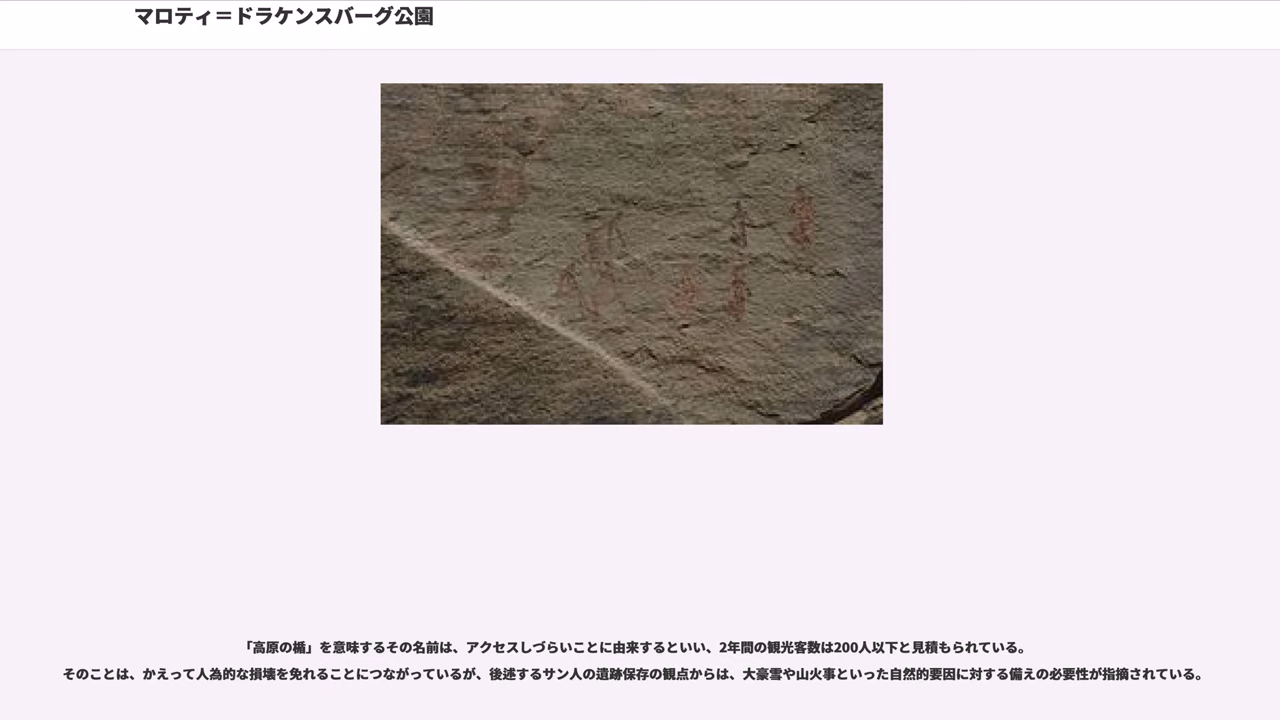 マロティ＝ドラケンスバーグ公園
「高原の楯」を意味するその名前は、アクセスしづらいことに由来するといい、2年間の観光客数は200人以下と見積もられている。
そのことは、かえって人為的な損壊を免れることにつながっているが、後述するサン人の遺跡保存の観点からは、大豪雪や山火事といった自然的要因に対する備えの必要性が指摘されている。